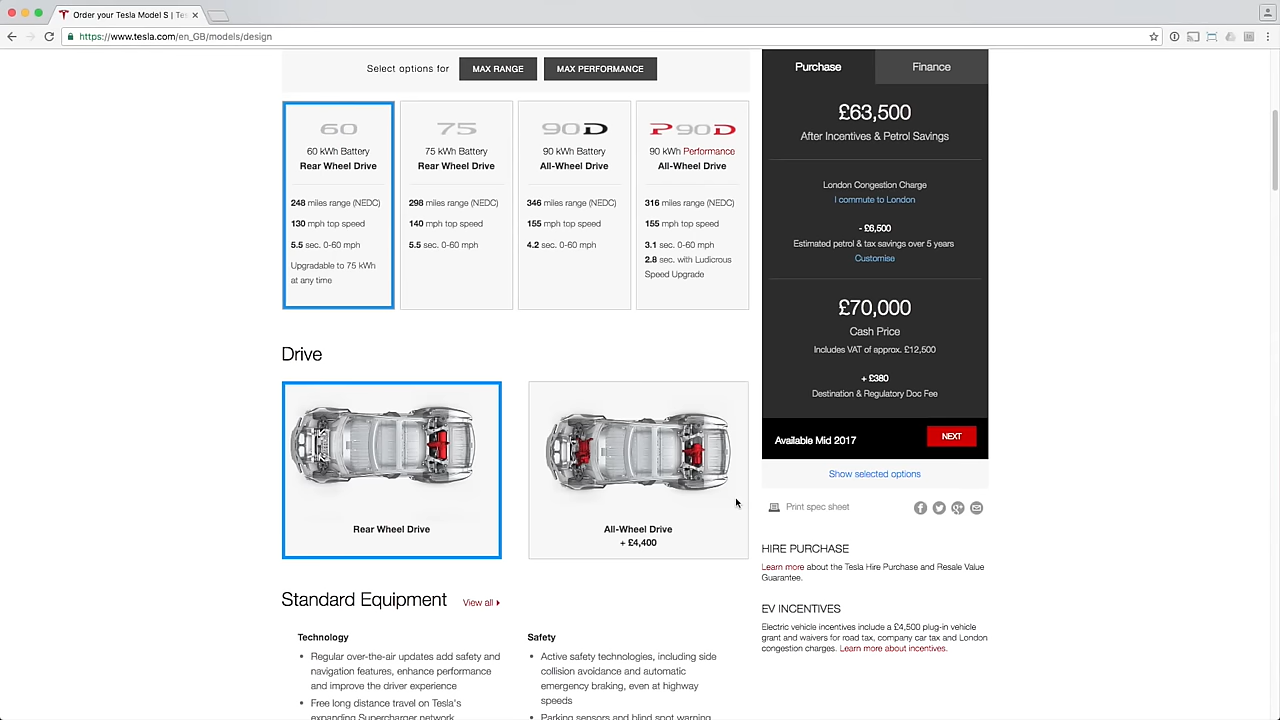 Order your Tesla Model S | Te
https://www.tesla.com/en_GB/models/design
Select options for
MAX RANGE
MAX PERFORMANCE
60
60 kWh Battery
Rear Wheel Drive
248 miles range (NEDC)
130 mph top speed
5.5 sec. 0-60 mph
Upgradable to 75 kWh
at any time
75
75 kWh Battery
Rear Wheel Drive
298 miles range (NEDC)
140 mph top speed
5.5 sec. 0-60 mph
90D
90 kWh Battery
All-Wheel Drive
346 miles range (NEDC)
155 mph top speed
4.2 sec. 0-60 mph
P90D
90 kWh Performance
All-Wheel Drive
316 miles range (NEDC)
155 mph top speed
3.1 sec. 0-60 mph
2.8 sec. with Ludicrous
Speed Upgrade
Drive
Rear Wheel Drive
All-Wheel Drive
+ £4,400
Standard Equipment
View all
Technology
Regular over-the-air updates add safety and
navigation features, enhance performance
and improve the driver experience
Free long distance travel on Tesla's
expanding Supercharger network
Safety
Active safety technologies, including side
collision avoidance and automatic
emergency braking, even at highway
speeds
Parking sensors and blind spot warning
Purchase
Finance
£63,500
After Incentives & Petrol Savings
London Congestion Charge
I commute to London
- £6,500
Estimated petrol & tax savings over 5 years
Customise
£70,000
Cash Price
Includes VAT of approx. £12,500
+ £380
Destination & Regulatory Doc Fee
Available Mid 2017
NEXT
Show selected options
Print spec sheet
HIRE PURCHASE
Learn more about the Tesla Hire Purchase and Resale Value
Guarantee.
EV INCENTIVES
Electric vehicle incentives include a £4,500 plug-in vehicle
grant and waivers for road tax, company car tax and London
congestion charges. Learn more about incentives.